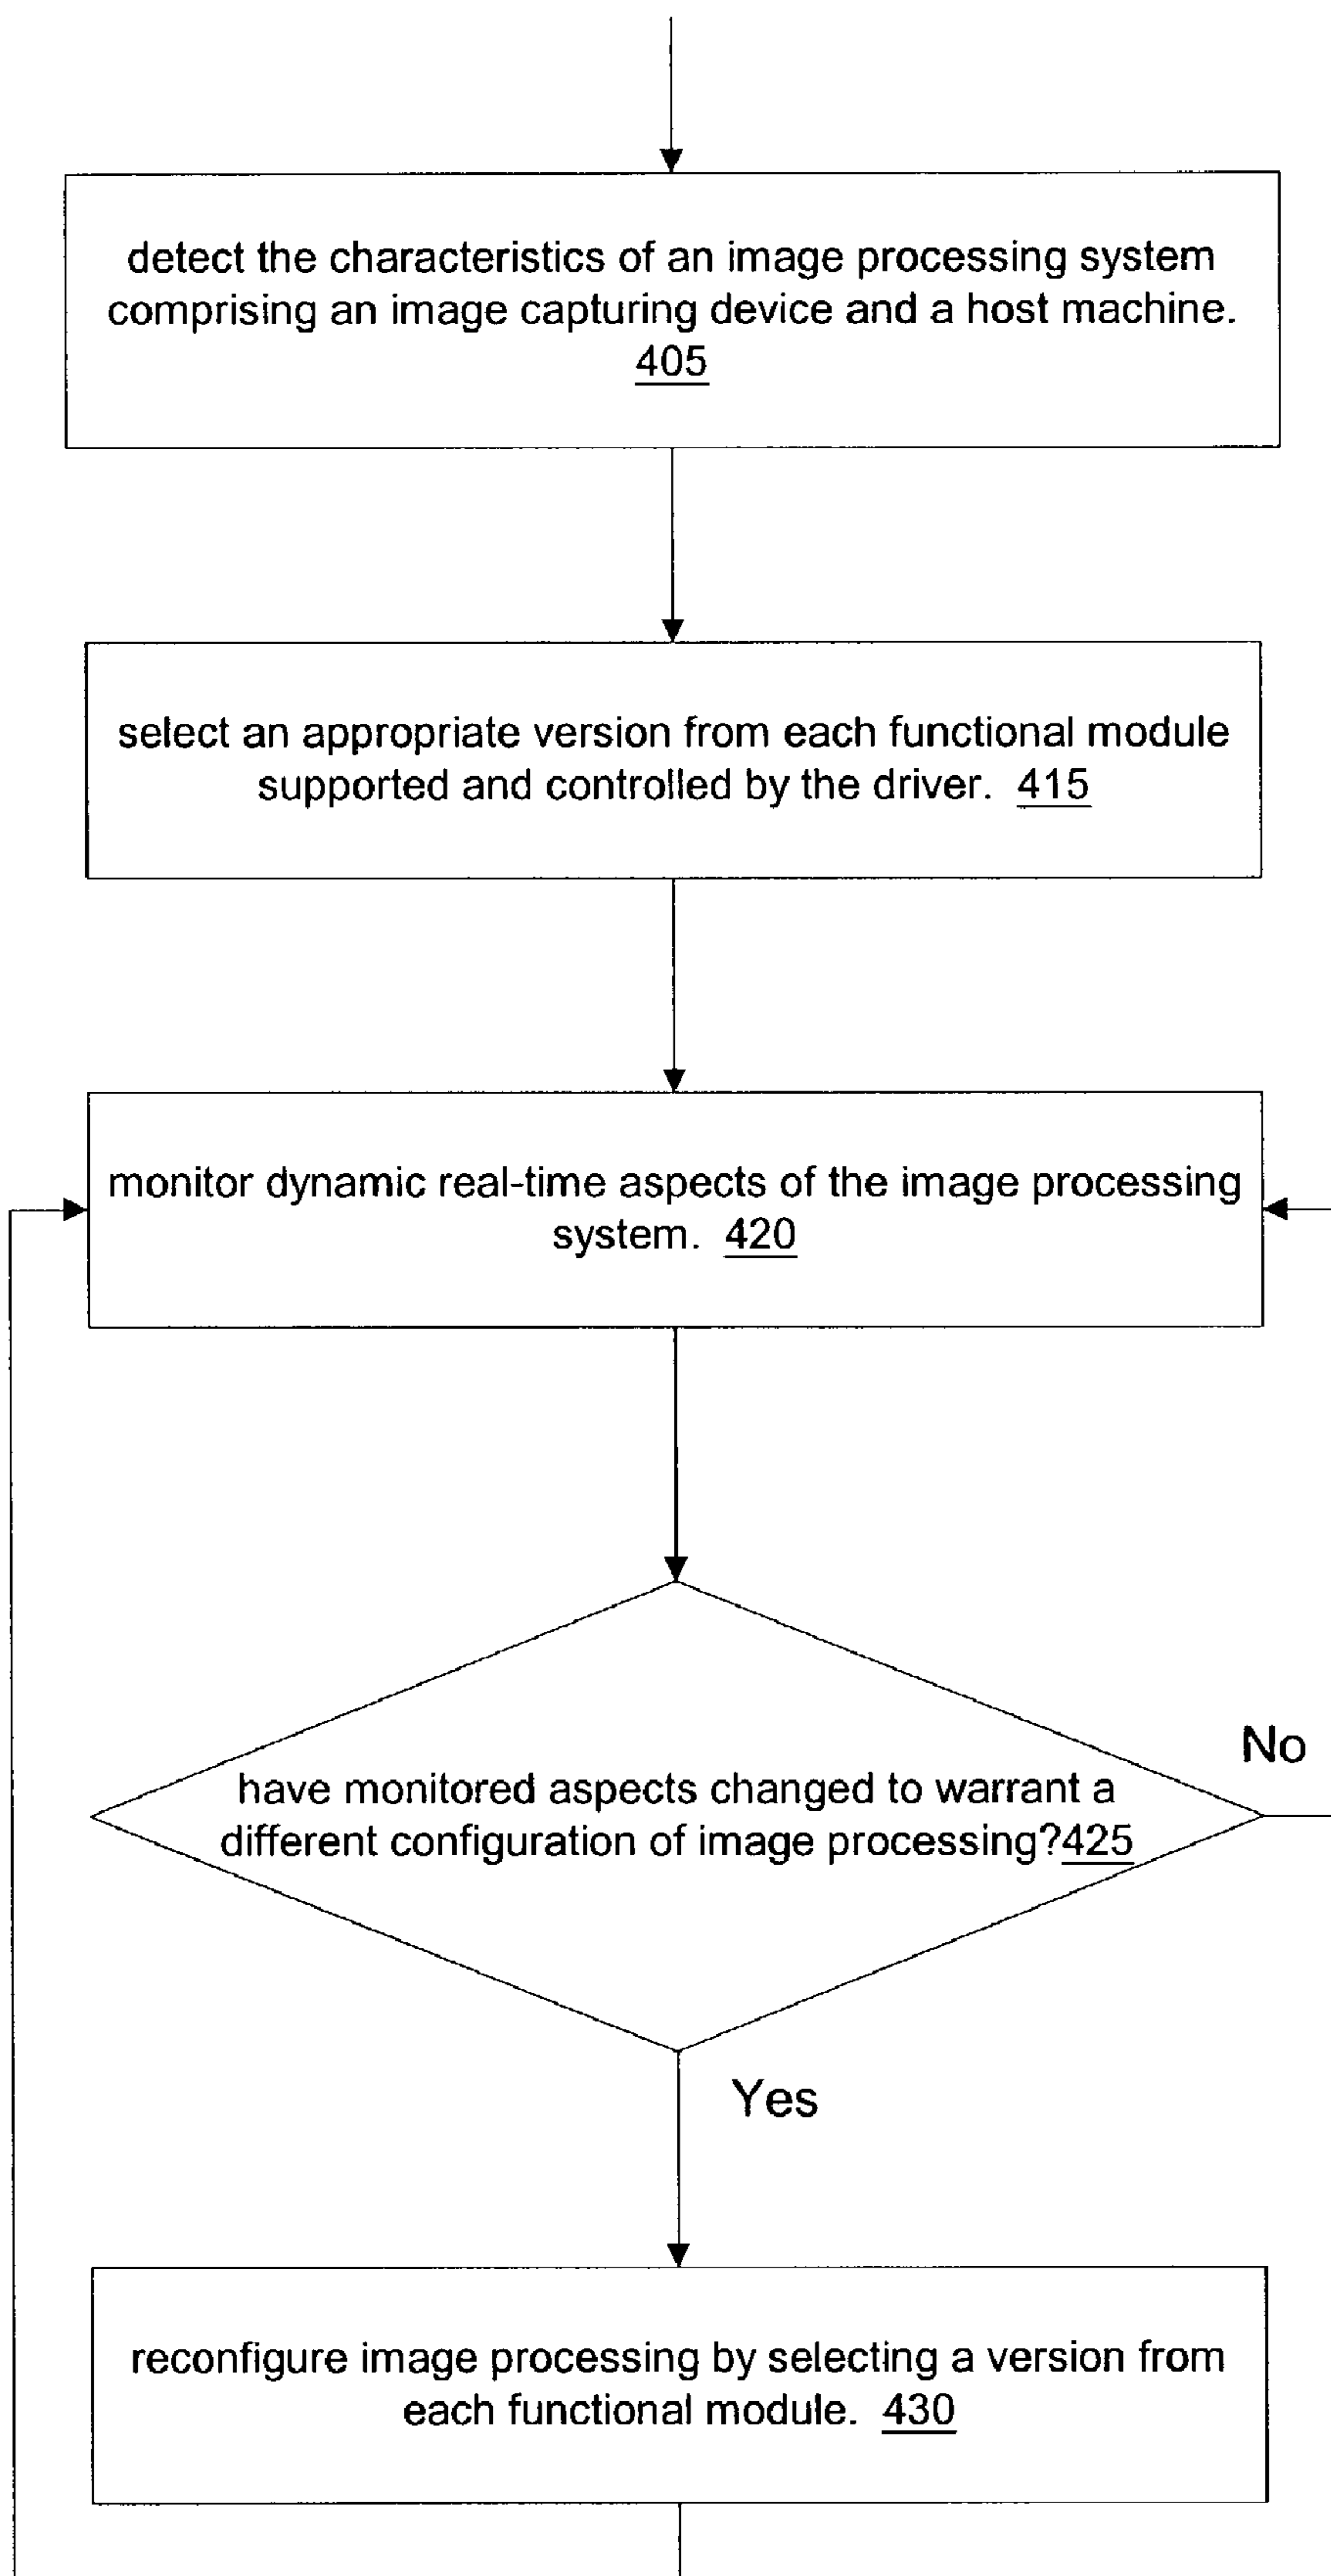 detect the characteristics of an image processing system
comprising an image capturing device and a host machine.
405
select an appropriate version from each functional module
supported and controlled by the driver. 415
monitor dynamic real-time aspects of the image processing
system. 420
No
have monitored aspects changed to warrant a
different configuration of image processing?425
Yes
reconfigure image processing by selecting a version from
each functional module. 430